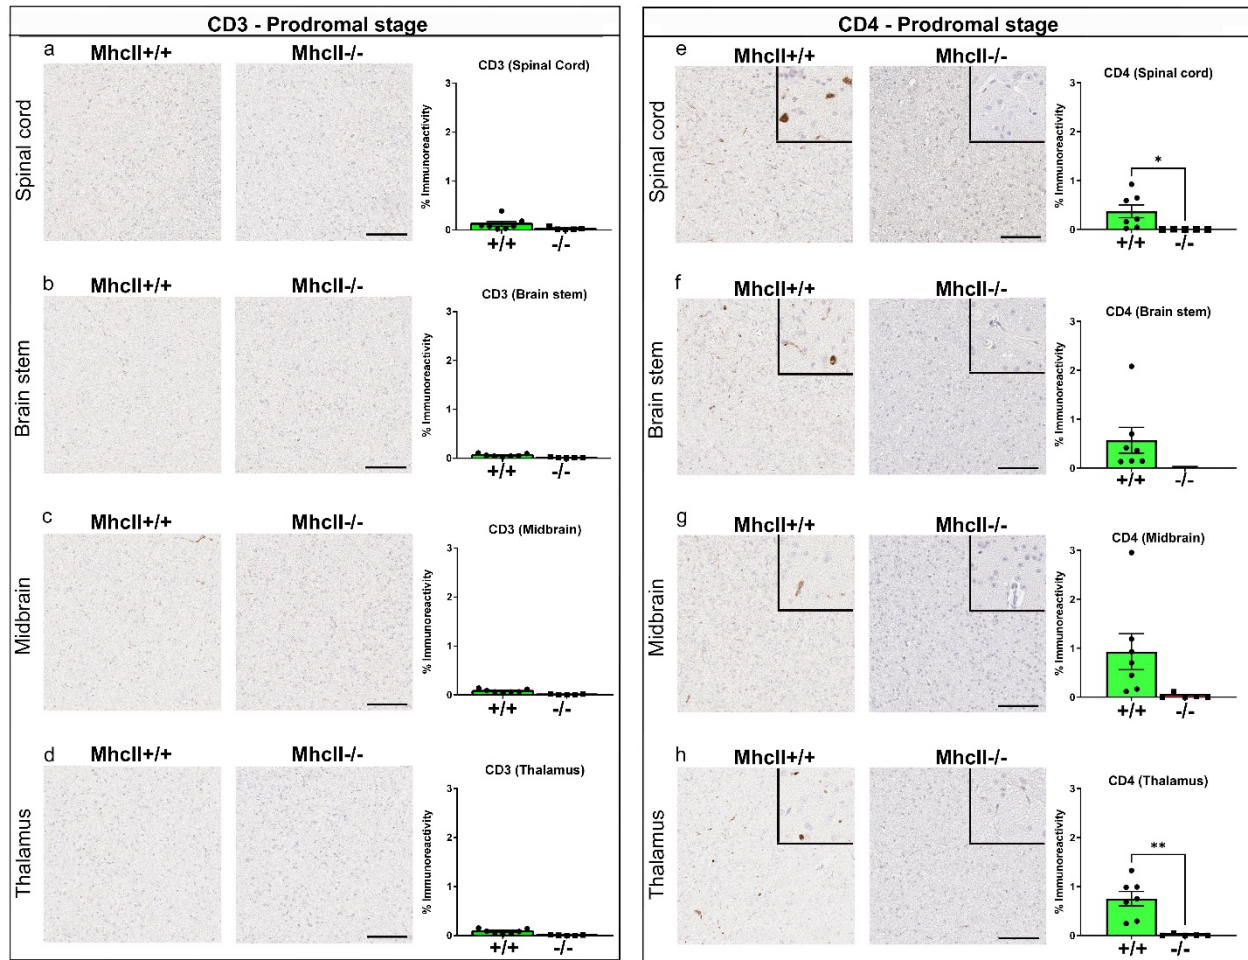 CD3 - Prodromal stage
a
MhcII+/+
MhcII-/-
Spinal cord
CD3 (Spinal Cord)
% Immunoreactivity
3
2
1
0
+/+
-/-
b
MhcII+/+
MhcII-/-
Brain stem
CD3 (Brain stem)
% Immunoreactivity
3
2
1
0
+/+
-/-
c
MhcII+/+
MhcII-/-
Midbrain
CD3 (Midbrain)
% Immunoreactivity
3
2
1
0
+/+
-/-
d
MhcII+/+
MhcII-/-
Thalamus
CD3 (Thalamus)
% Immunoreactivity
3
2
1
0
+/+
-/-
CD4 - Prodromal stage
e
MhcII+/+
MhcII-/-
Spinal cord
CD4 (Spinal cord)
% Immunoreactivity
3
2
1
0
*
+/+
-/-
f
MhcII+/+
MhcII-/-
Brain stem
CD4 (Brain stem)
% Immunoreactivity
3
2
1
0
+/+
-/-
g
MhcII+/+
MhcII-/-
Midbrain
CD4 (Midbrain)
% Immunoreactivity
3
2
1
0
+/+
-/-
h
MhcII+/+
MhcII-/-
Thalamus
CD4 (Thalamus)
% Immunoreactivity
3
2
1
0
**
+/+
-/-